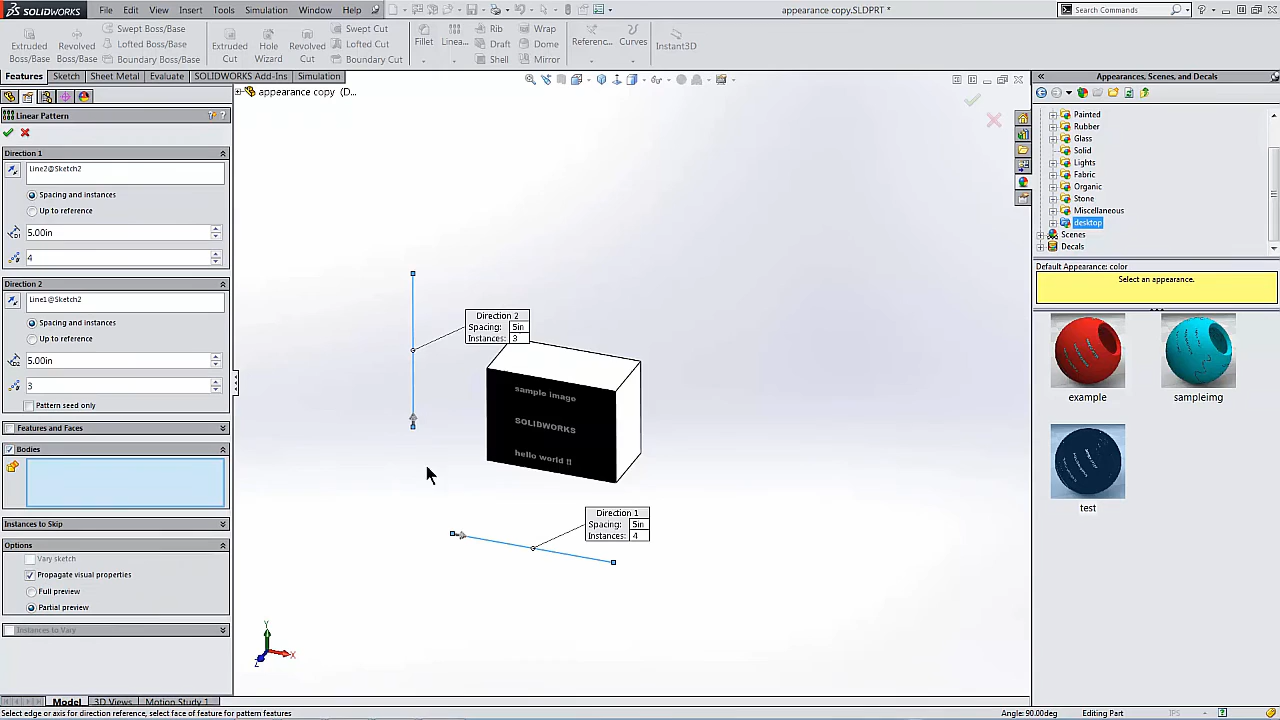 SOLIDWORKS File Edit View Insert Tools Simulation Window Help appearance copy.SLDPRT * Search Commands
Extruded Boss/Base
Revolved Boss/Base
Swept Boss/Base
Lofted Boss/Base
Boundary Boss/Base
Extruded Cut
Hole Wizard
Revolved Cut
Swept Cut
Lofted Cut
Boundary Cut
Fillet
Linea...
Rib
Draft
Shell
Wrap
Dome
Mirror
Referenc...
Curves
Instant3D
Features Sketch Sheet Metal Evaluate SOLIDWORKS Add-Ins Simulation
appearance copy (D...
Linear Pattern
Direction 1
Line2@Sketch2
Spacing and instances
Up to reference
5.00in
4
Direction 2
Line1@Sketch2
Spacing and instances
Up to reference
5.00in
3
Pattern seed only
Features and Faces
Bodies
Instances to Skip
Options
Vary sketch
Propagate visual properties
Full preview
Partial preview
Instances to Vary
Direction 2
Spacing: 5in
Instances: 3
sample image
SOLIDWORKS
hello world !!
Direction 1
Spacing: 5in
Instances: 4
Y
X
Z
Appearances, Scenes, and Decals
Painted
Rubber
Glass
Solid
Lights
Fabric
Organic
Stone
Miscellaneous
desktop
Scenes
Decals
Default Appearance: color
Select an appearance.
example
sampleimg
test
Model 3D Views Motion Study 1
Select edge or axis for direction reference, select face of feature for pattern features
Angle: 90.00deg Editing Part IPS